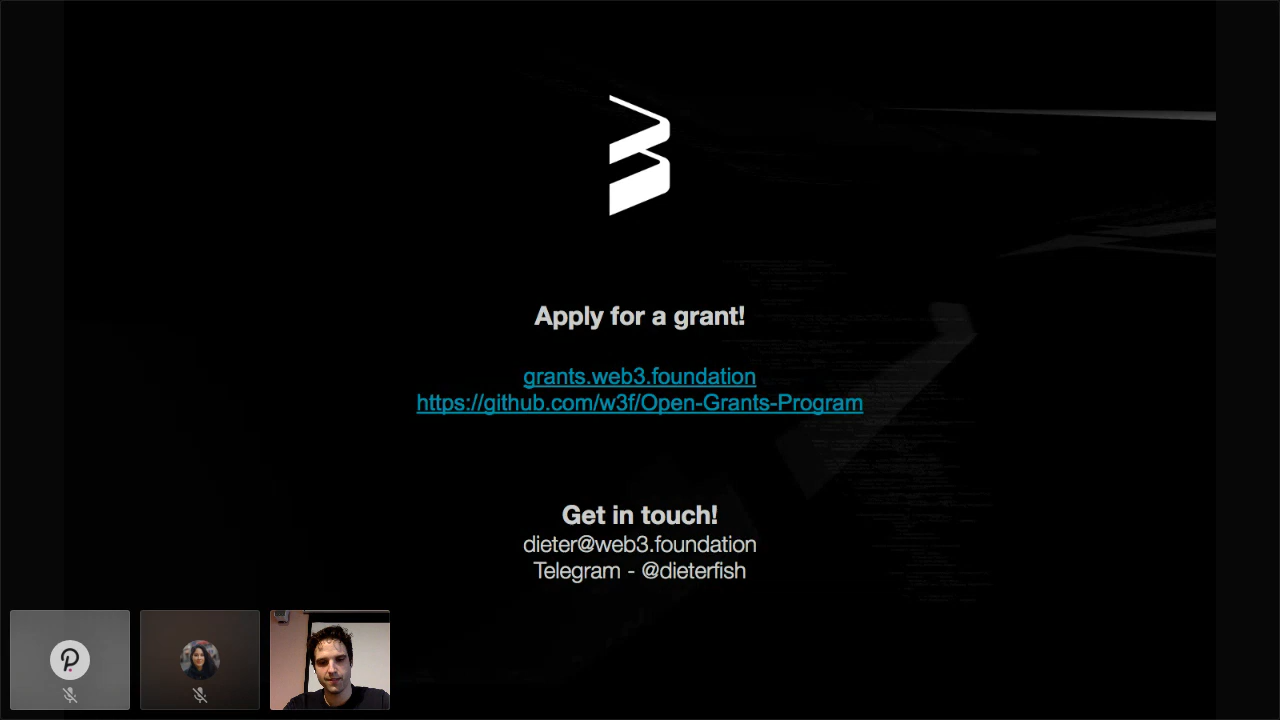 Apply for a grant!
grants.web3.foundation
https://github.com/w3f/Open-Grants-Program
Get in touch!
dieter@web3.foundation
Telegram - @dieterfish